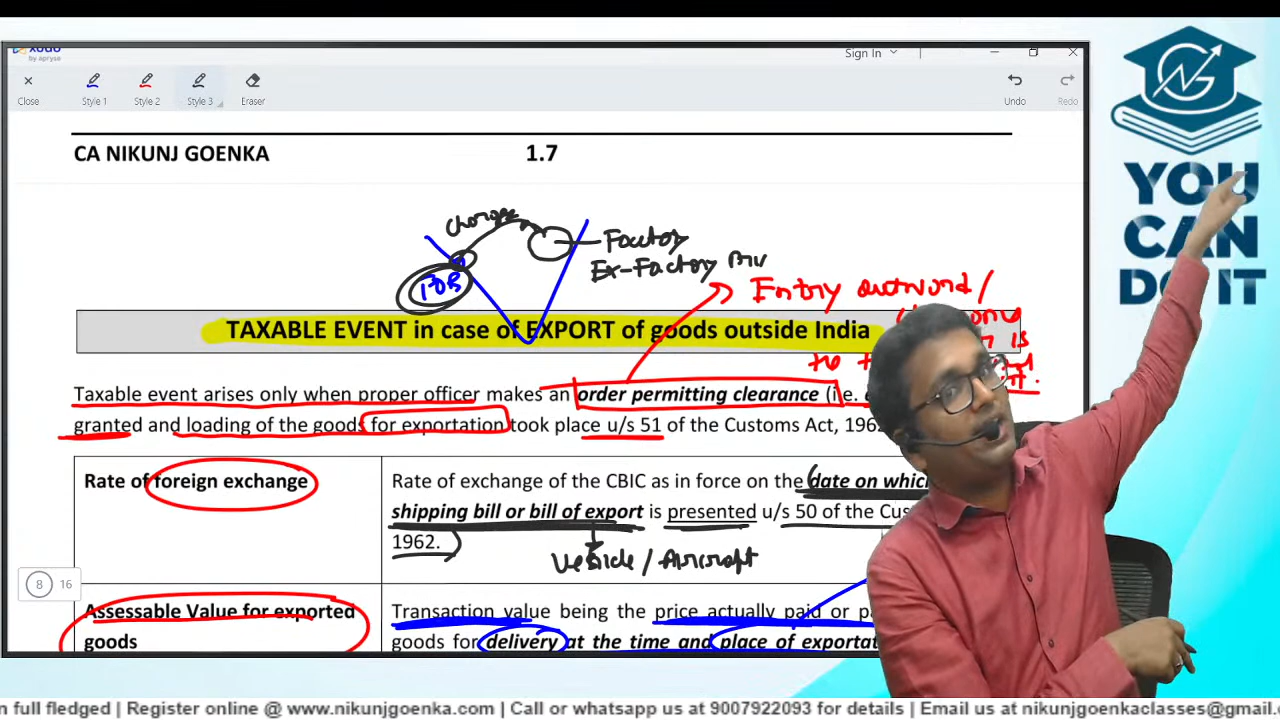 xodo
by apryse
Sign In
Close
Style 1
Style 2
Style 3
Eraser
Undo
Redo
CA NIKUNJ GOENKA 1.7
charges
Factory
Ex-Factory
FOB
Entry outward /
TAXABLE EVENT in case of EXPORT of goods outside India
Taxable event arises only when proper officer makes an order permitting clearance (i.e.
granted and loading of the goods for exportation took place u/s 51 of the Customs Act, 196
Rate of foreign exchange
Rate of exchange of the CBIC as in force on the date on whic
shipping bill or bill of export is presented u/s 50 of the Cus
1962.
Vehicle / Aircraft
8 16
Assessable Value for exported
goods
Transaction value being the price actually paid or p
goods for delivery at the time and place of exportat
YOU
CAN
DO IT
n full fledged | Register online @ www.nikunjgoenka.com | Call or whatsapp us at 9007922093 for details | Email us at nikunjgoenkaclasses@gmail.c